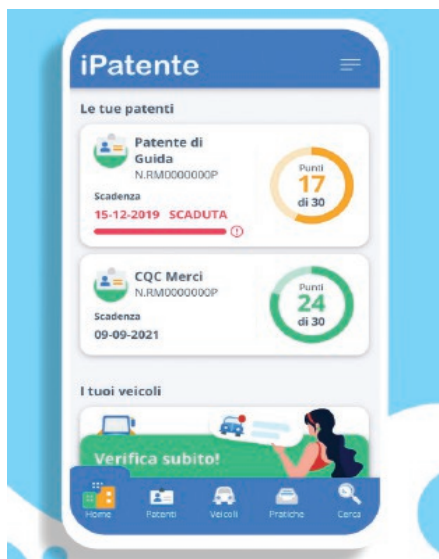 iPatente
Le tue patenti
Patente di
Guida
N.RM0000000P
Scadenza
15-12-2019 SCADUTA
Punti
17
di 30
CQC Merci
N.RM0000000P
Scadenza
09-09-2021
Punti
24
di 30
I tuoi veicoli
Verifica subito!
Home Patenti Veicoli Pratiche Cerca